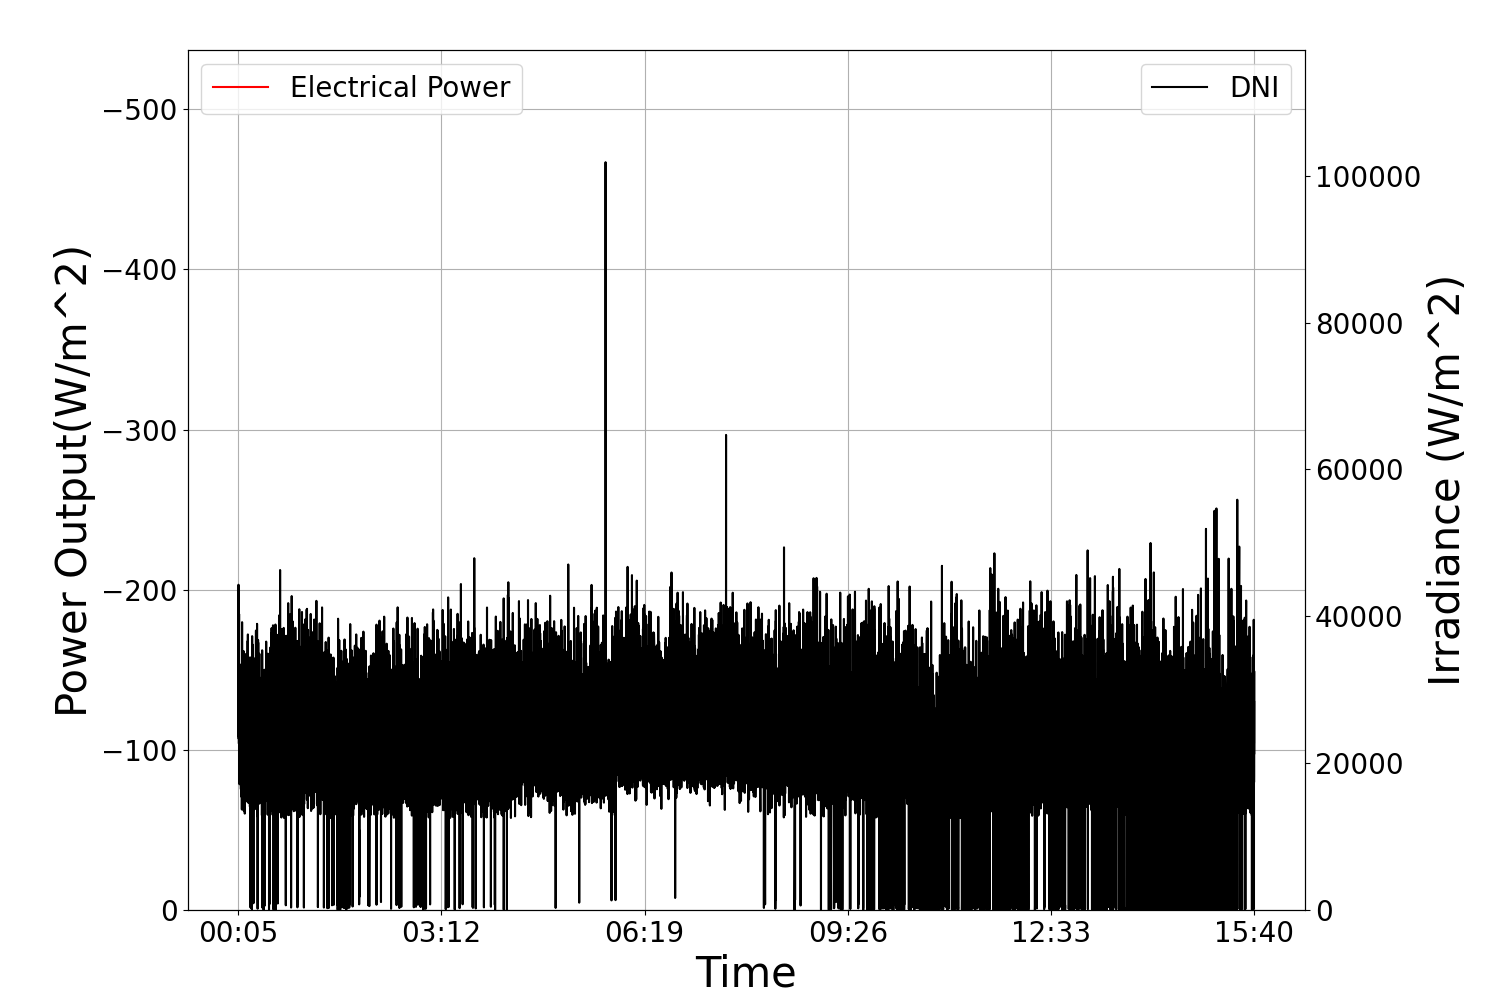 Electrical Power
DNI
−500
−400
−300
−200
−100
0
100000
80000
60000
40000
20000
0
Power Output(W/m^2)
Irradiance (W/m^2)
00:05 03:12 06:19 09:26 12:33 15:40
Time